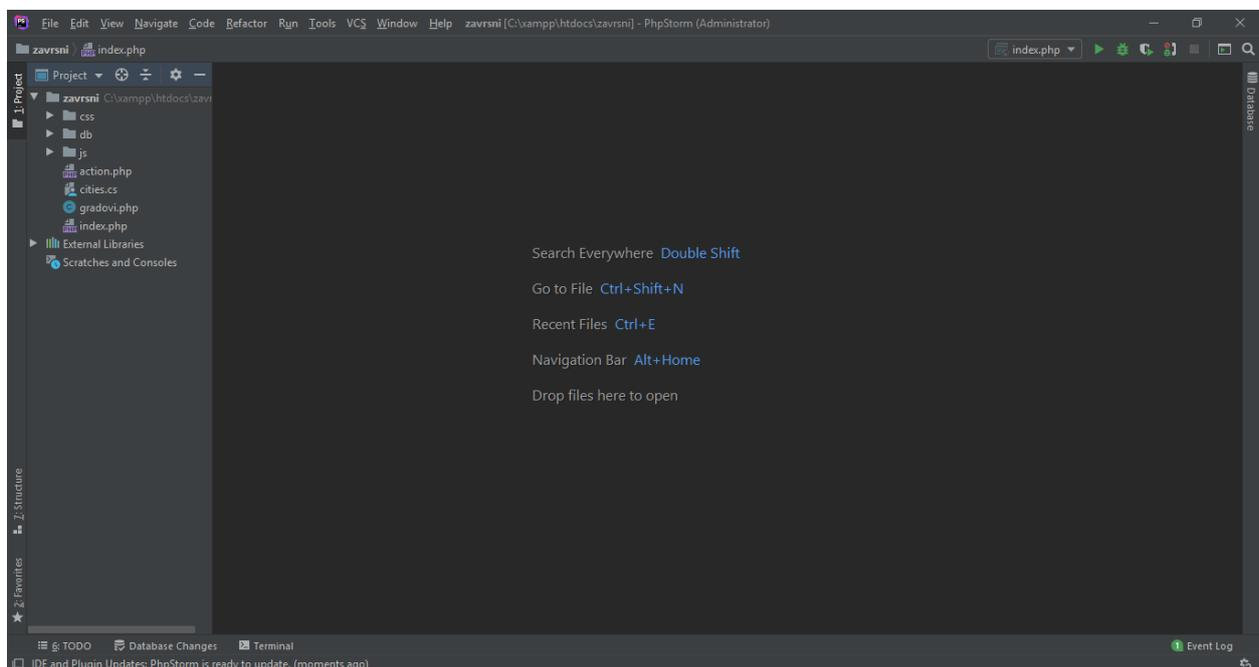 PS File Edit View Navigate Code Refactor Run Tools VCS Window Help zavrsni [C:\xampp\htdocs\zavrsni] - PhpStorm (Administrator)
zavrsni index.php
index.php
Project
1: Project
zavrsni C:\xampp\htdocs\zavr
css
db
js
action.php
cities.cs
gradovi.php
index.php
External Libraries
Scratches and Consoles
Database
Search Everywhere Double Shift
Go to File Ctrl+Shift+N
Recent Files Ctrl+E
Navigation Bar Alt+Home
Drop files here to open
7: Structure
2: Favorites
6: TODO Database Changes Terminal
1 Event Log
IDE and Plugin Updates: PhpStorm is ready to update. (moments ago)